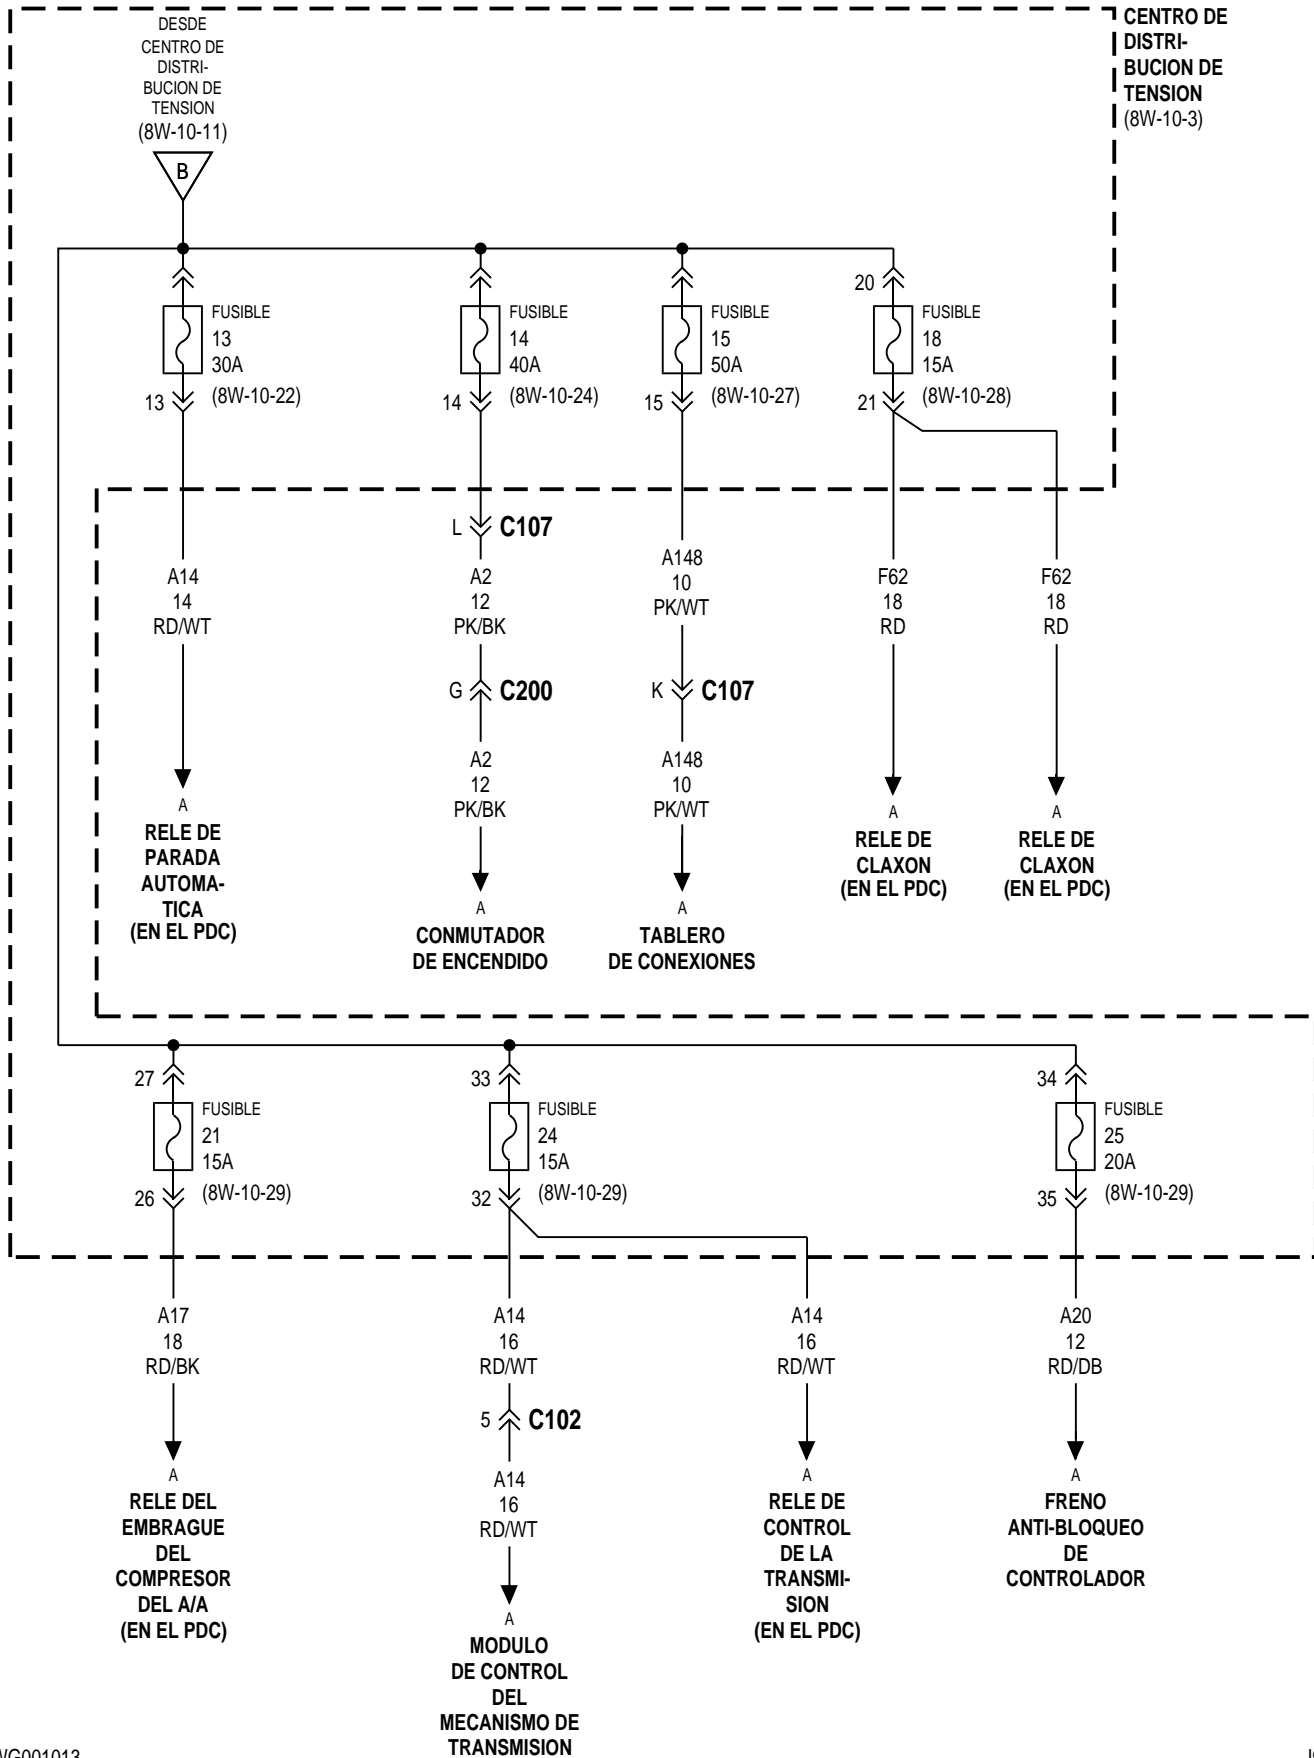 DESDE
CENTRO DE
DISTRI-
BUCION DE
TENSION
(8W-10-11)
B
CENTRO DE
DISTRI-
BUCION DE
TENSION
(8W-10-3)
FUSIBLE
13
30A
(8W-10-22)
13
FUSIBLE
14
40A
(8W-10-24)
14
FUSIBLE
15
50A
(8W-10-27)
15
20
FUSIBLE
18
15A
(8W-10-28)
21
A14
14
RD/WT
A
RELE DE
PARADA
AUTOMA-
TICA
(EN EL PDC)
L C107
A2
12
PK/BK
G C200
A2
12
PK/BK
A
CONMUTADOR
DE ENCENDIDO
A148
10
PK/WT
K C107
A148
10
PK/WT
A
TABLERO
DE CONEXIONES
F62
18
RD
A
RELE DE
CLAXON
(EN EL PDC)
F62
18
RD
A
RELE DE
CLAXON
(EN EL PDC)
27
FUSIBLE
21
15A
(8W-10-29)
26
33
FUSIBLE
24
15A
(8W-10-29)
32
34
FUSIBLE
25
20A
(8W-10-29)
35
A17
18
RD/BK
A
RELE DEL
EMBRAGUE
DEL
COMPRESOR
DEL A/A
(EN EL PDC)
A14
16
RD/WT
5 C102
A14
16
RD/WT
A
MODULO
DE CONTROL
DEL
MECANISMO DE
TRANSMISION
A14
16
RD/WT
A
RELE DE
CONTROL
DE LA
TRANSMI-
SION
(EN EL PDC)
A20
12
RD/DB
A
FRENO
ANTI-BLOQUEO
DE
CONTROLADOR